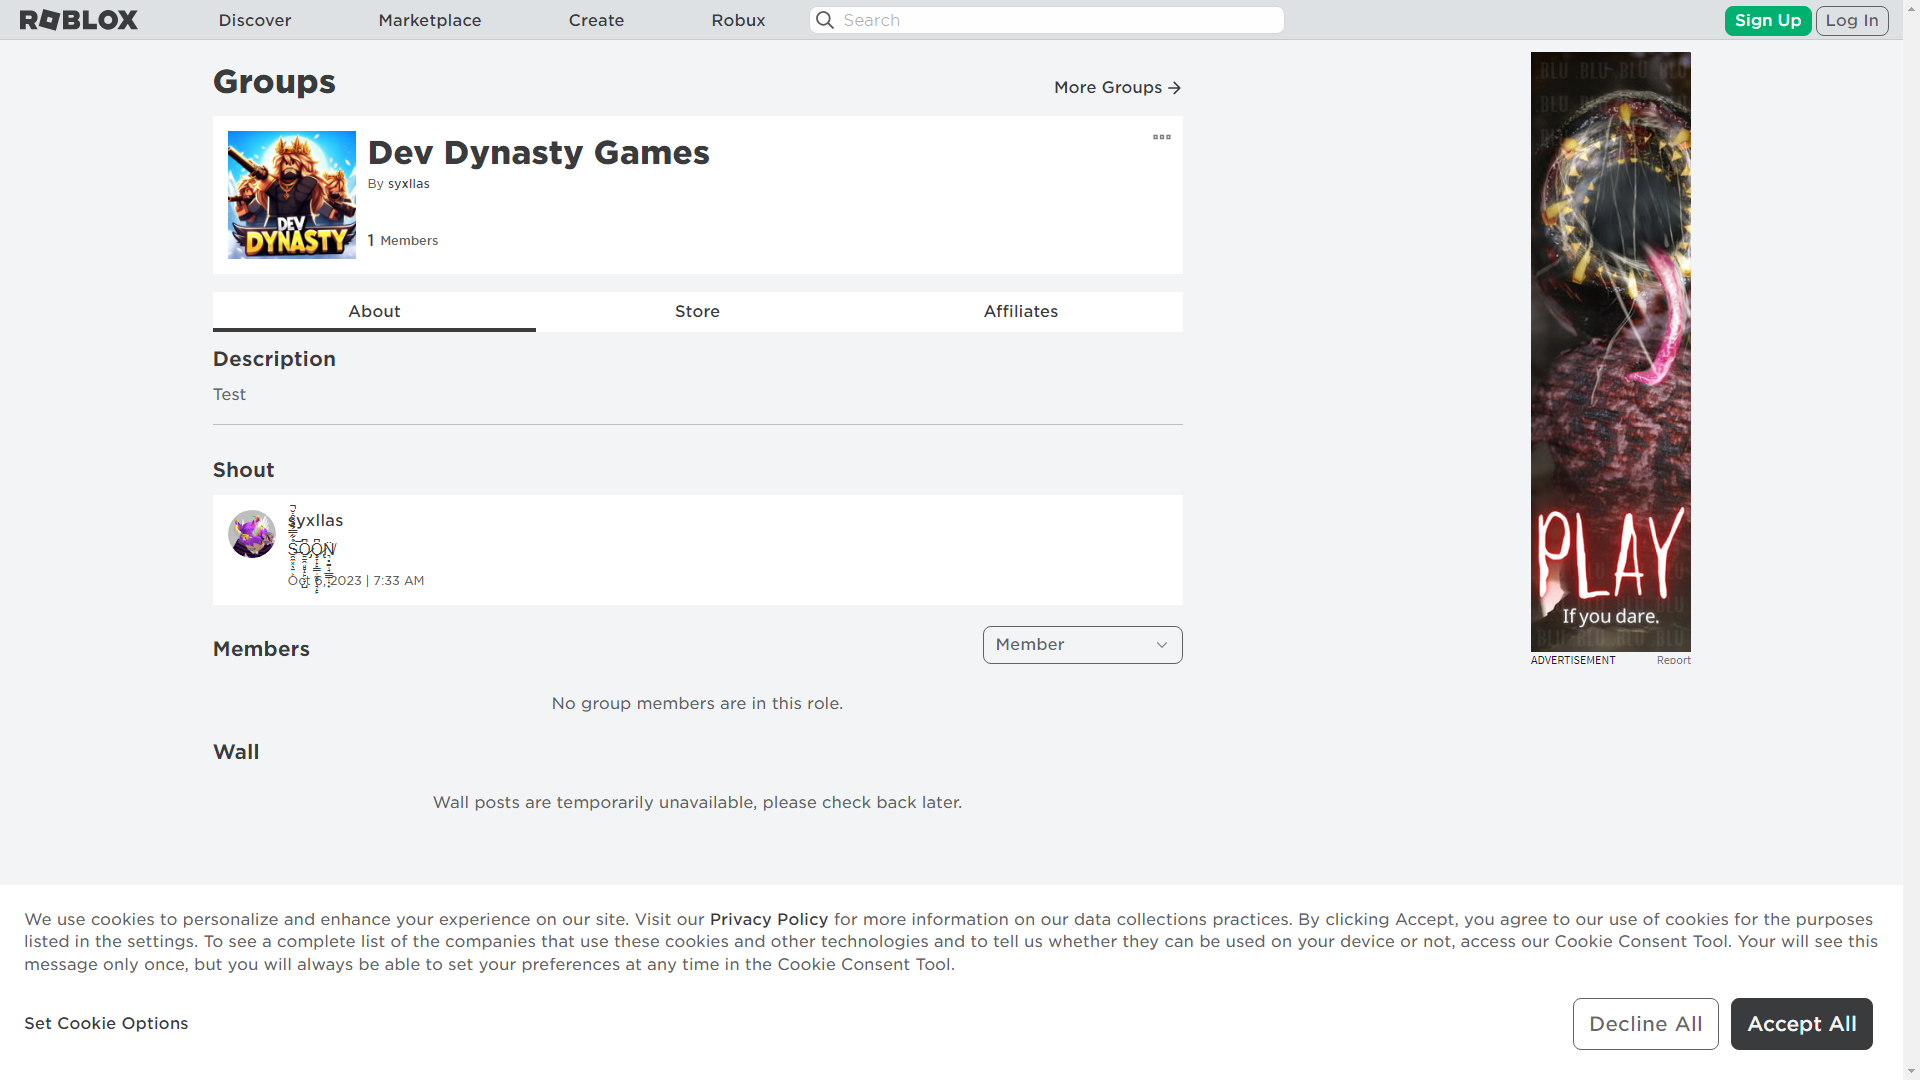 ROBLOX
Discover
Marketplace
Create
Robux
Search
Sign Up
Log In
Groups
More Groups
Dev Dynasty Games
By syxllas
1 Members
DEV
DYNASTY
About
Store
Affiliates
Description
Test
Shout
syxllas
SOON
Oct 6, 2023 | 7:33 AM
Members
Member
No group members are in this role.
Wall
Wall posts are temporarily unavailable, please check back later.
PLAY
If you dare.
ADVERTISEMENT
Report
We use cookies to personalize and enhance your experience on our site. Visit our Privacy Policy for more information on our data collections practices. By clicking Accept, you agree to our use of cookies for the purposes
listed in the settings. To see a complete list of the companies that use these cookies and other technologies and to tell us whether they can be used on your device or not, access our Cookie Consent Tool. Your will see this
message only once, but you will always be able to set your preferences at any time in the Cookie Consent Tool.
Set Cookie Options
Decline All
Accept All